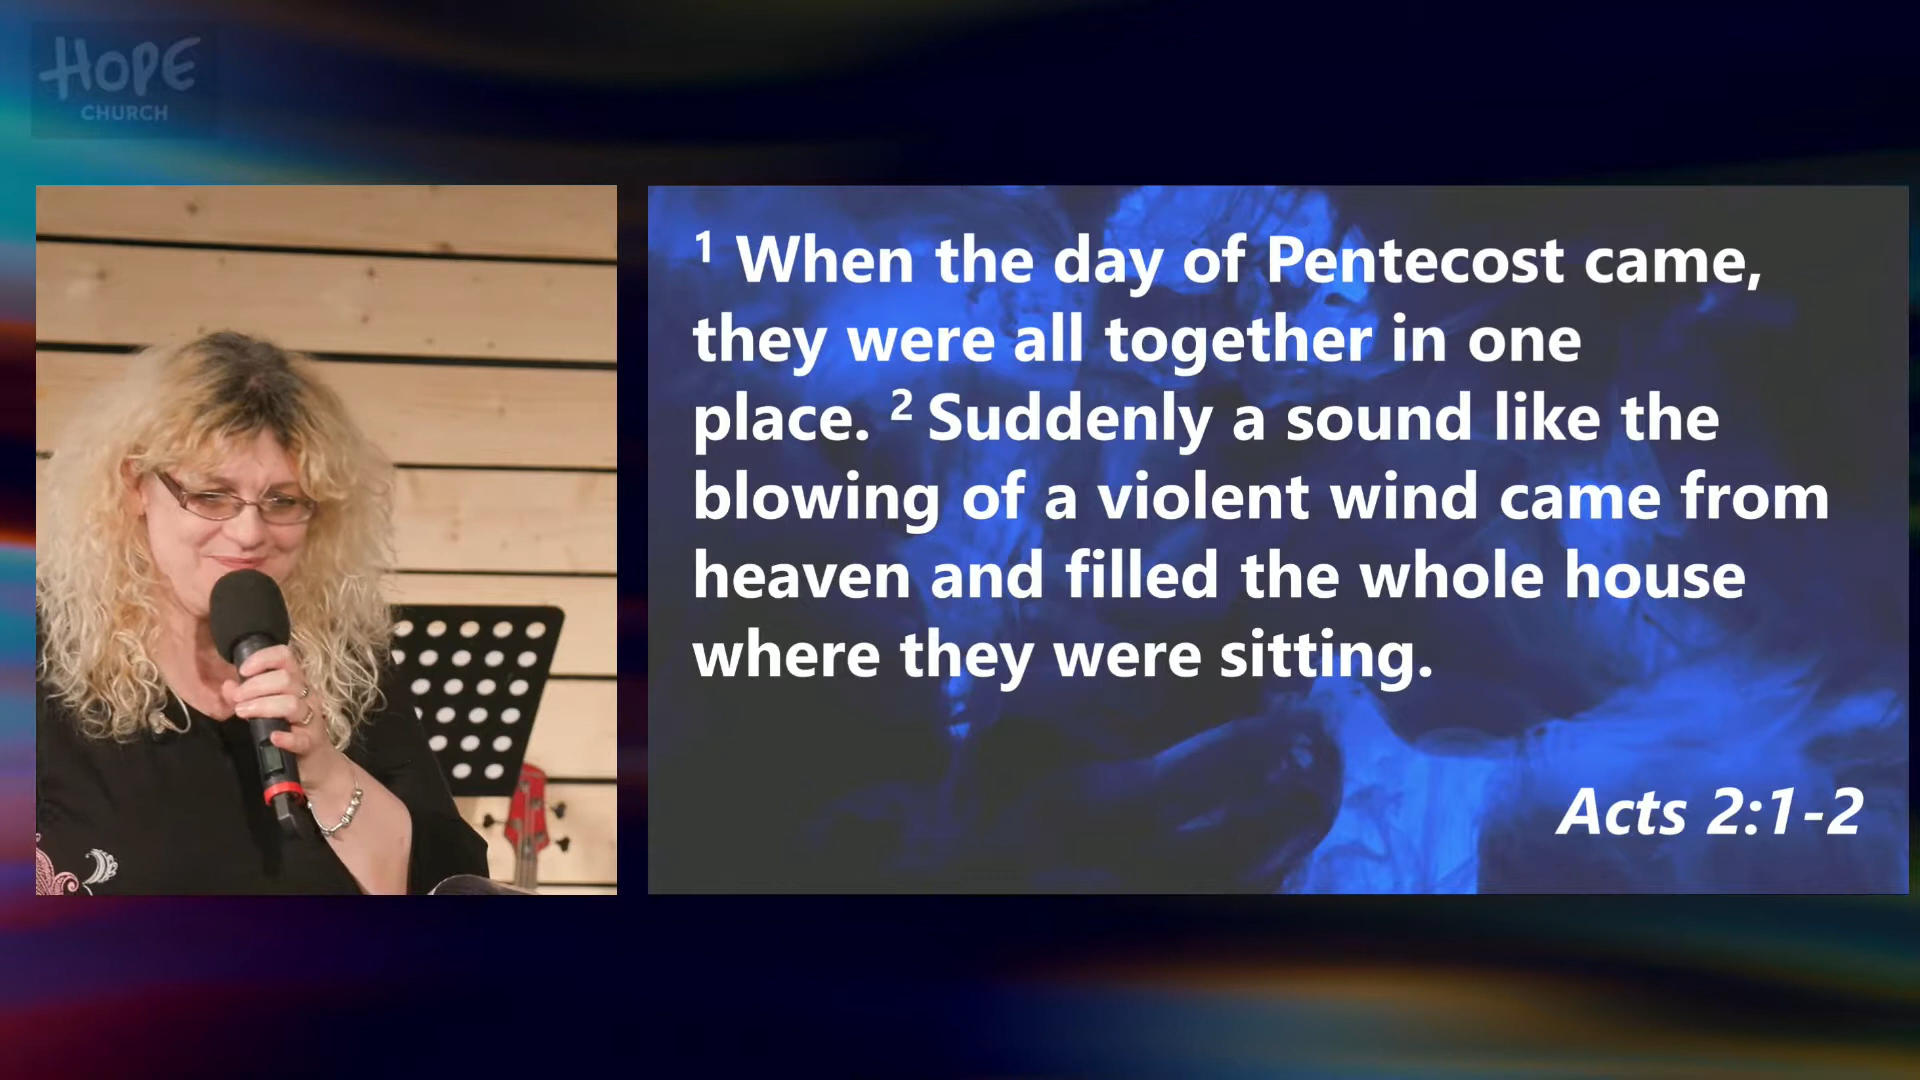 HOPE
CHURCH
1 When the day of Pentecost came,
they were all together in one
place. 2 Suddenly a sound like the
blowing of a violent wind came from
heaven and filled the whole house
where they were sitting.
Acts 2:1-2